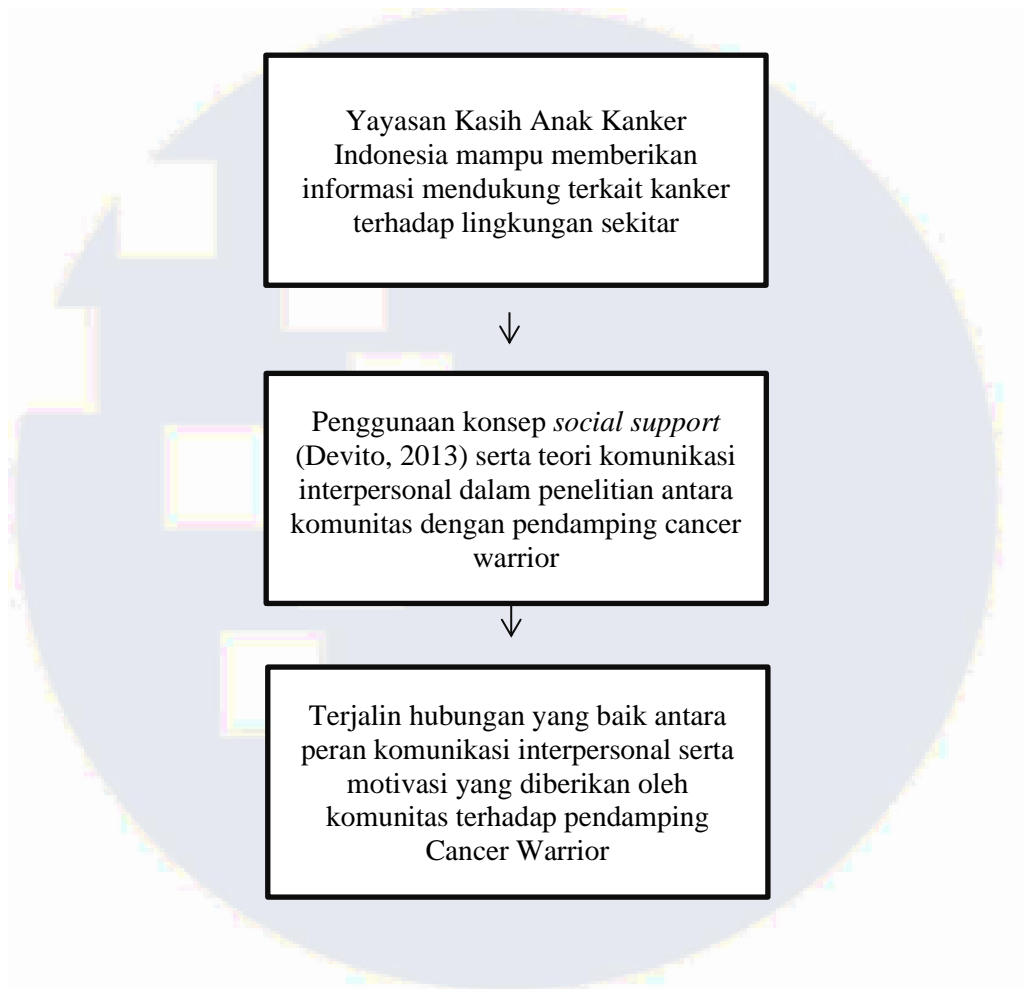 Yayasan Kasih Anak Kanker
Indonesia mampu memberikan
informasi mendukung terkait kanker
terhadap lingkungan sekitar
Penggunaan konsep social support
(Devito, 2013) serta teori komunikasi
interpersonal dalam penelitian antara
komunitas dengan pendamping cancer
warrior
Terjalin hubungan yang baik antara
peran komunikasi interpersonal serta
motivasi yang diberikan oleh
komunitas terhadap pendamping
Cancer Warrior